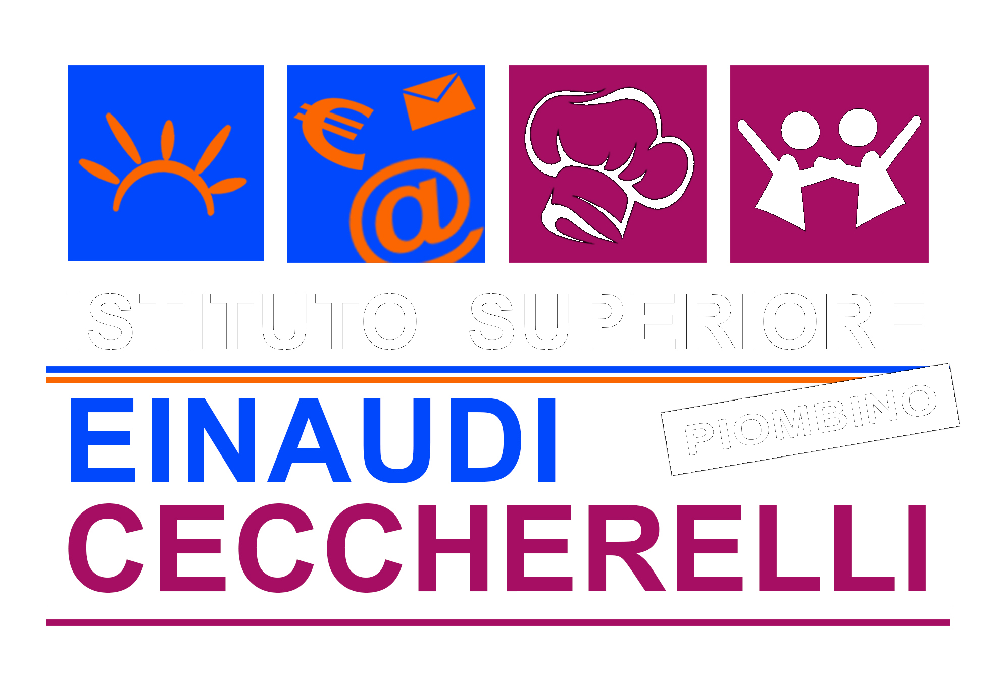 € @
ISTITUTO SUPERIORE
EINAUDI
PIOMBINO
CECCHERELLI